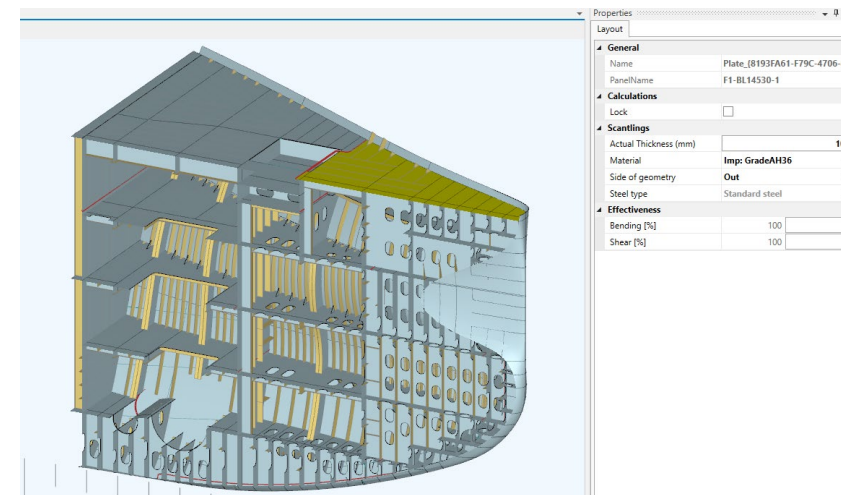 Properties
Layout
General
Name Plate_{8193FA61-F79C-4706-
PanelName F1-BL14530-1
Calculations
Lock
Scantlings
Actual Thickness (mm) 10
Material Imp: GradeAH36
Side of geometry Out
Steel type Standard steel
Effectiveness
Bending [%] 100
Shear [%] 100